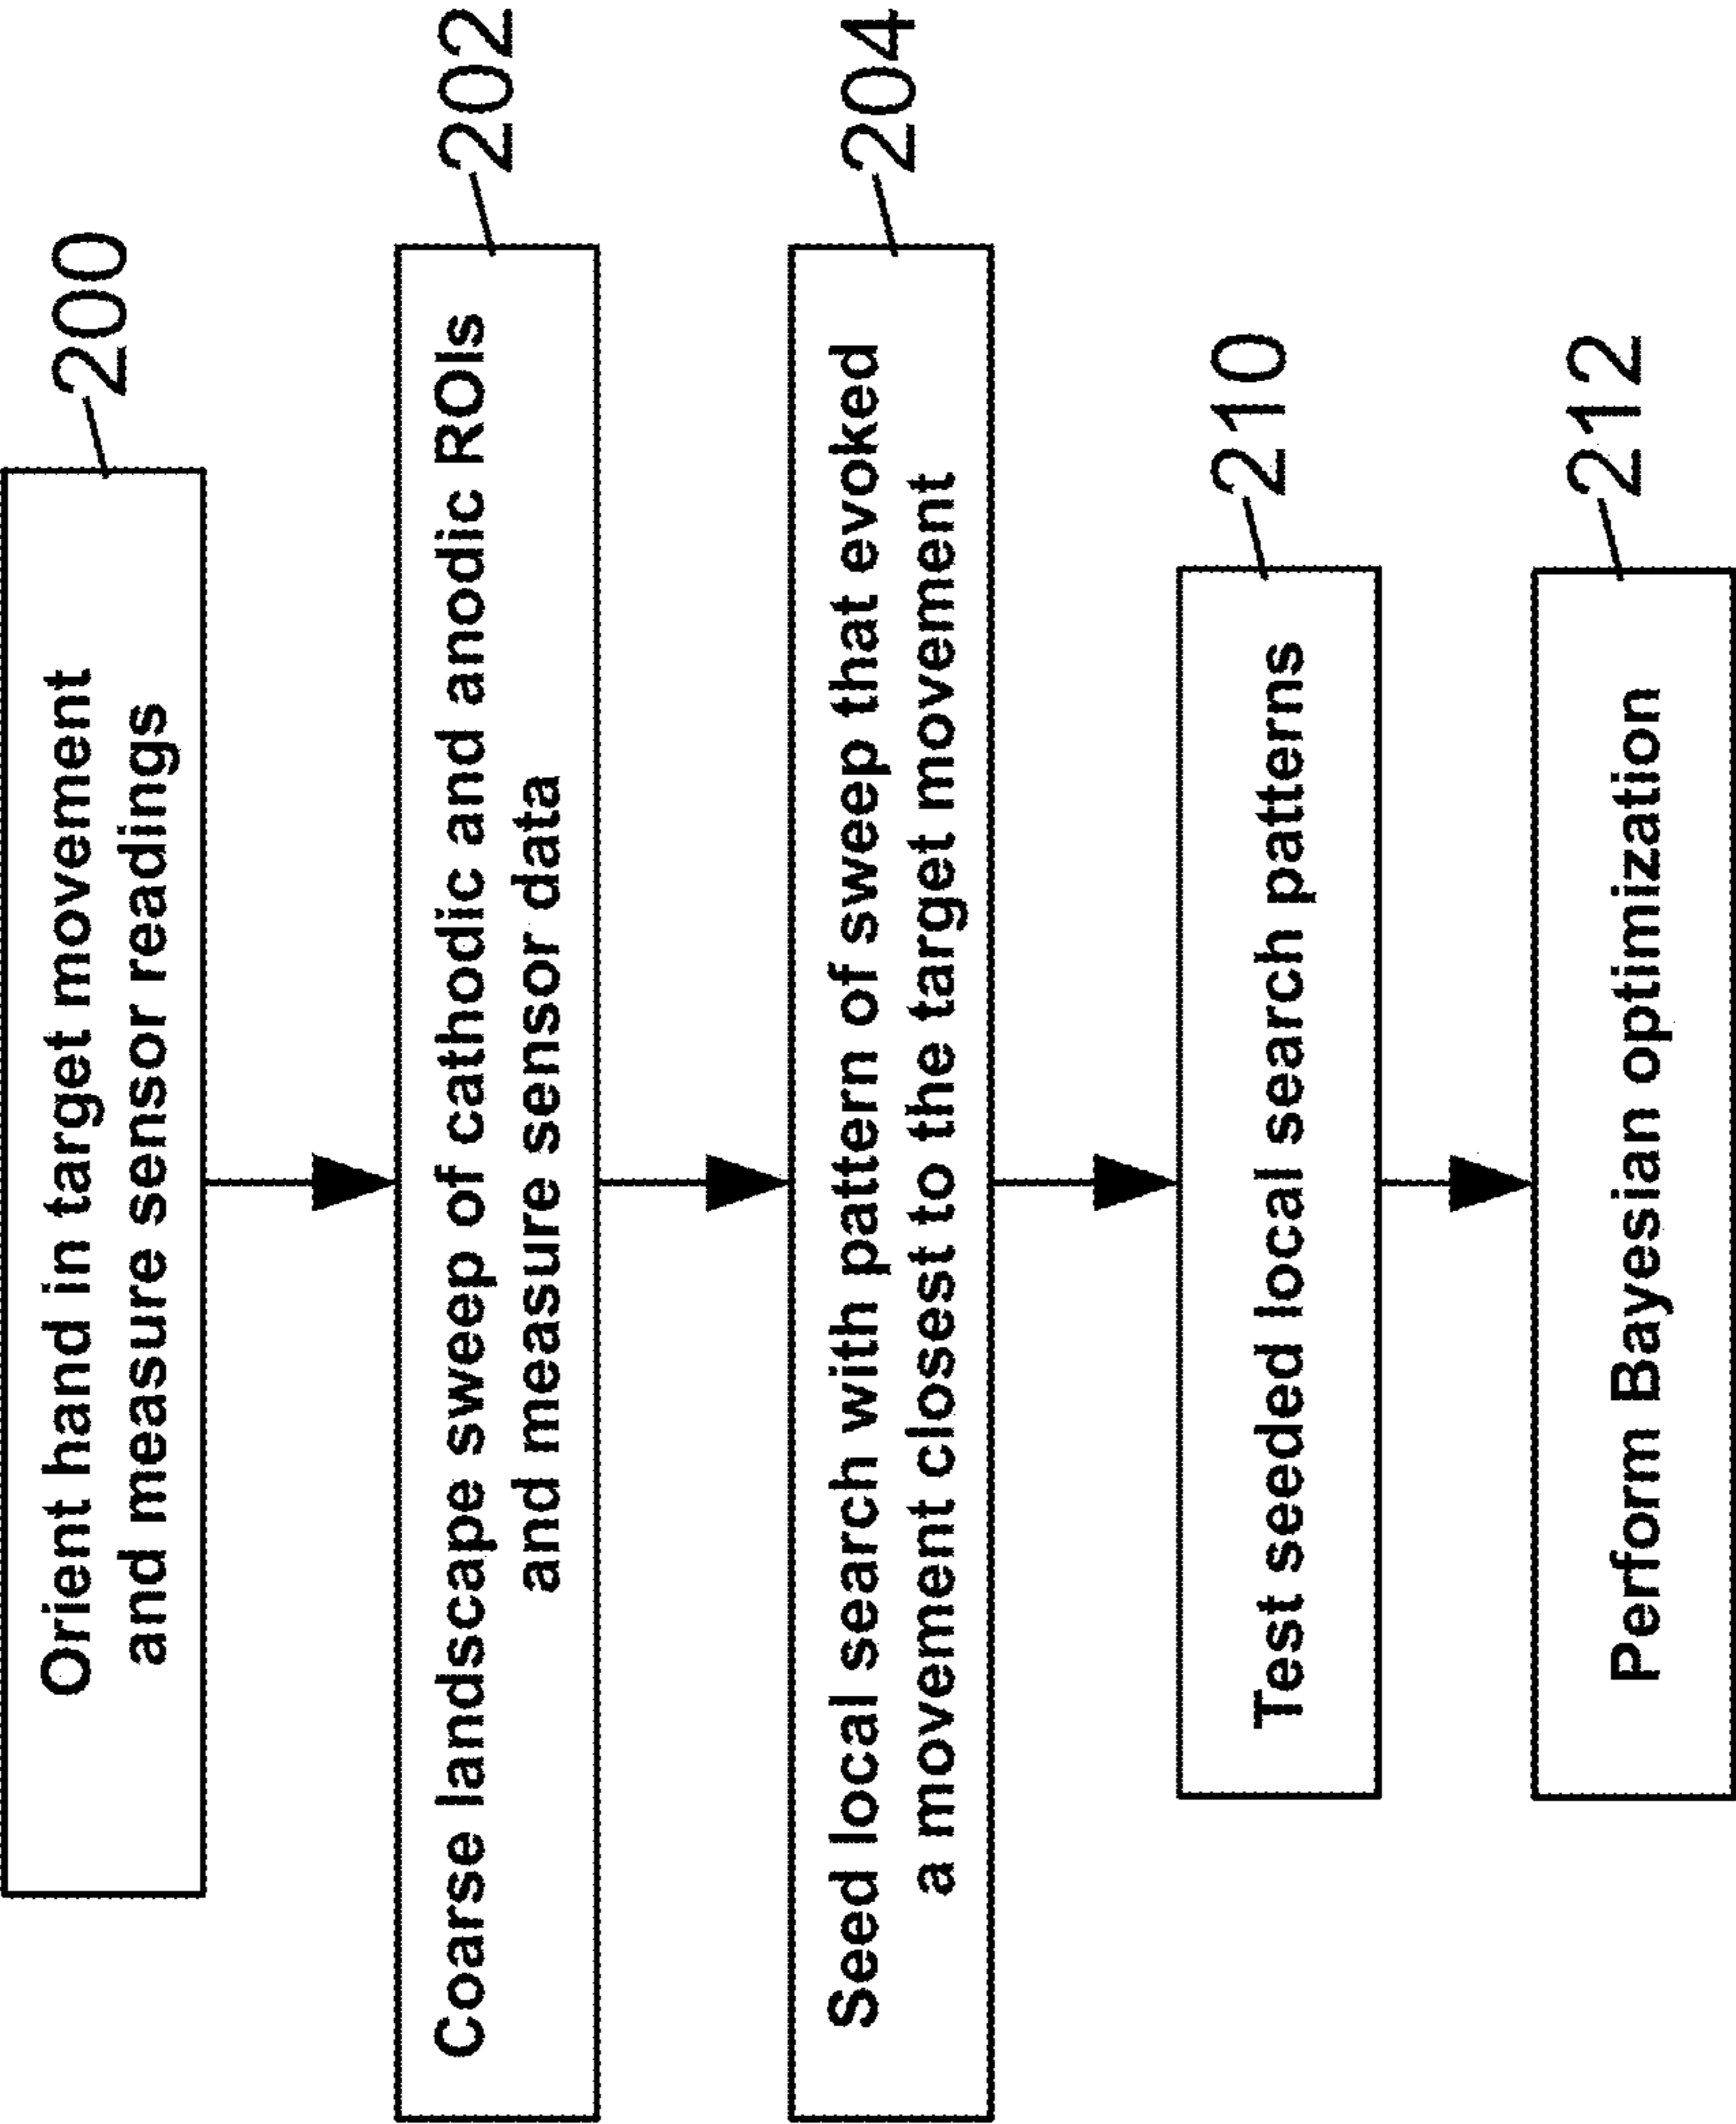 200
Orient hand in target movement
and measure sensor readings
202
Coarse landscape sweep of cathodic and anodic ROIs
and measure sensor data
204
Seed local search with pattern of sweep that evoked
a movement closest to the target movement
210
Test seeded local search patterns
212
Perform Bayesian optimization